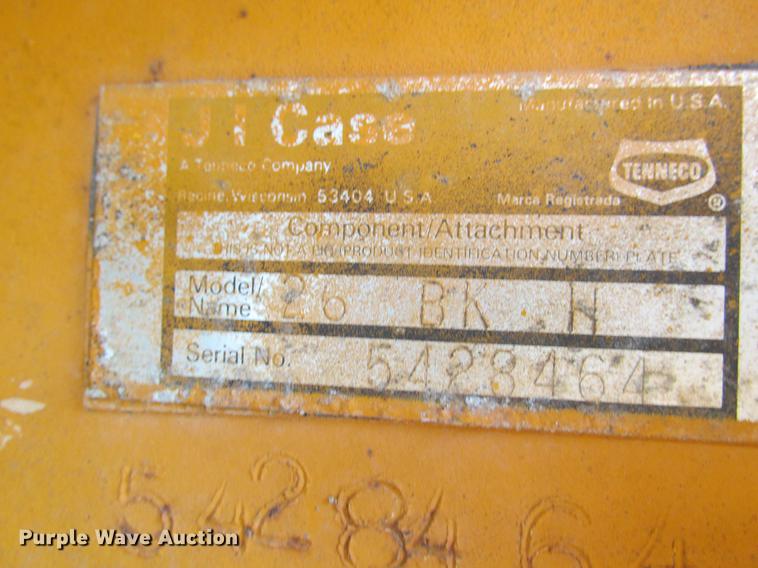 Manufactured in U.S.A.
J I Case
A Tenneco Company
TENNECO
Racine, Wisconsin 53404 U S A
Marca Registrada ®
Component/Attachment
THIS IS NOT A PIN (PRODUCT IDENTIFICATION NUMBER) PLATE
Model/
Name 26 BK H
Serial No. 5428464
5428464
Purple Wave Auction